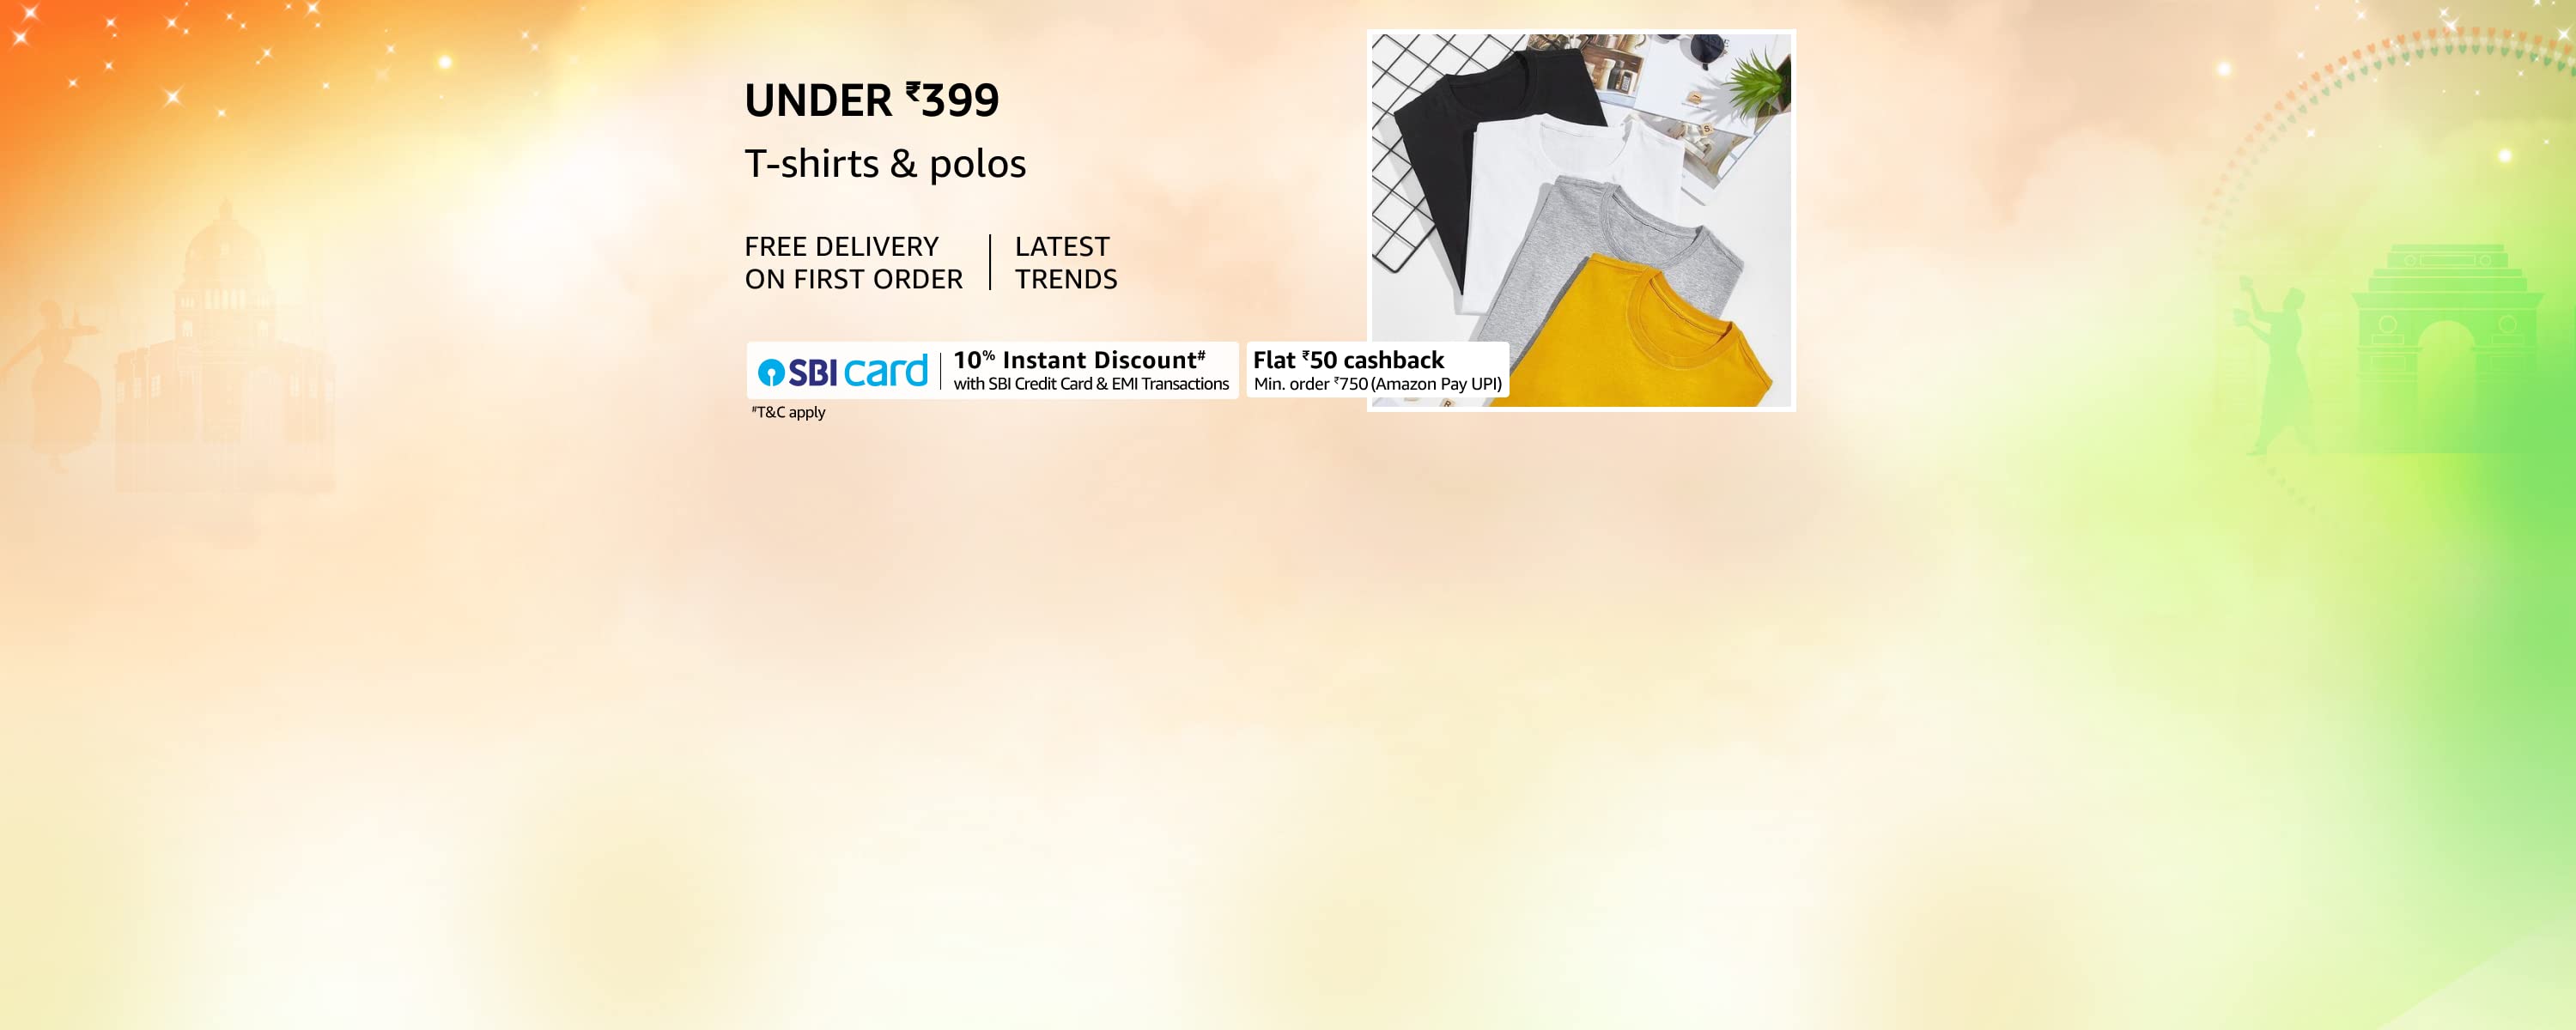 UNDER ₹399
T-shirts & polos
FREE DELIVERY
ON FIRST ORDER
LATEST
TRENDS
SBI card
10% Instant Discount#
with SBI Credit Card & EMI Transactions
Flat ₹50 cashback
Min. order ₹750 (Amazon Pay UPI)
#T&C apply